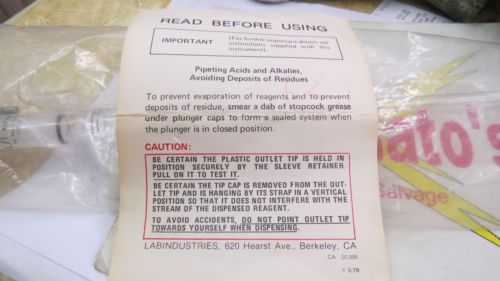 READ BEFORE USING
IMPORTANT
(For further important details see
instructions supplied with this
instrument).
Pipeting Acids and Alkalies,
Avoiding Deposits of Residues
To prevent evaporation of reagents and to prevent
deposits of residue, smear a dab of stopcock grease
under plunger caps to form a sealed system when
the plunger is in closed position.
CAUTION:
BE CERTAIN THE PLASTIC OUTLET TIP IS HELD IN
POSITION SECURELY BY THE SLEEVE RETAINER.
PULL ON IT TO TEST IT.
BE CERTAIN THE TIP CAP IS REMOVED FROM THE OUT-
LET TIP AND IS HANGING BY ITS STRAP IN A VERTICAL
POSITION SO THAT IT DOES NOT INTERFERE WITH THE
STREAM OF THE DISPENSED REAGENT.
TO AVOID ACCIDENTS, DO NOT POINT OUTLET TIP
TOWARDS YOURSELF WHEN DISPENSING.
LABINDUSTRIES, 620 Hearst Ave., Berkeley, CA
CA 20.000
3/78
ato's
Salvage